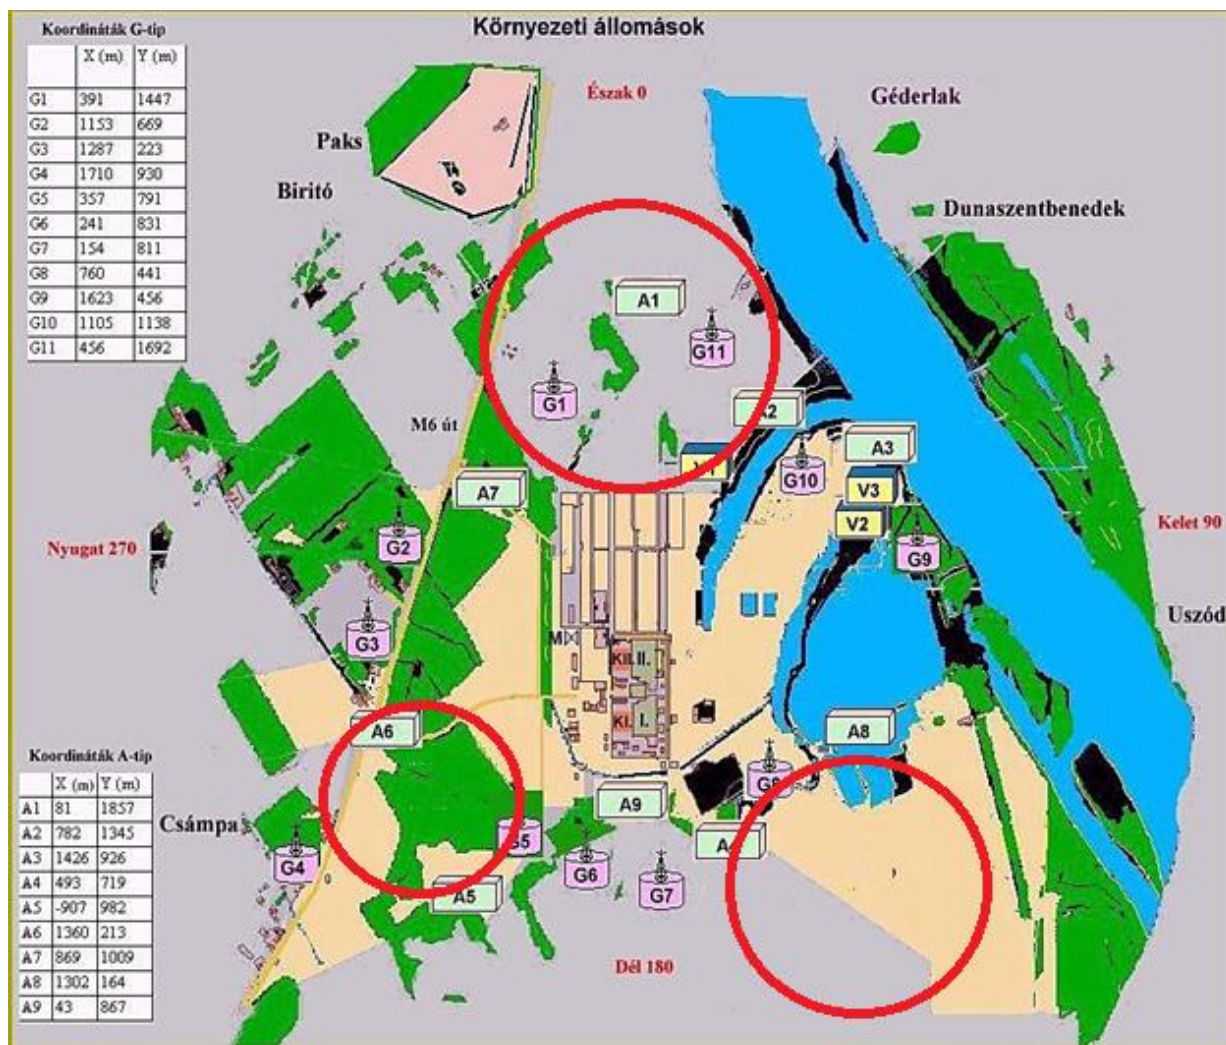 Környezeti állomások
Koordináták G-tip
X (m) Y (m)
G1 391 1447
G2 1153 669
G3 1287 223
G4 1710 930
G5 357 791
G6 241 831
G7 154 811
G8 760 441
G9 1623 456
G10 1105 1138
G11 456 1692
Észak 0
Géderlak
Paks
Biritó
Dunaszentbenedek
A1
G11
G1
A2
M6 út
A3
G10
A7
V3
V2
Kelet 90
G2
G9
Nyugat 270
Uszód
G3
M
KII. II.
KI. I.
A6
A8
Koordináták A-tip
X (m) Y (m)
A1 81 1857
A2 782 1345
A3 1426 926
A4 493 719
A5 -907 982
A6 1360 213
A7 869 1009
A8 1302 164
A9 43 867
G8
A9
Csámpa
G5
G4
G6
G7
A5
Dél 180